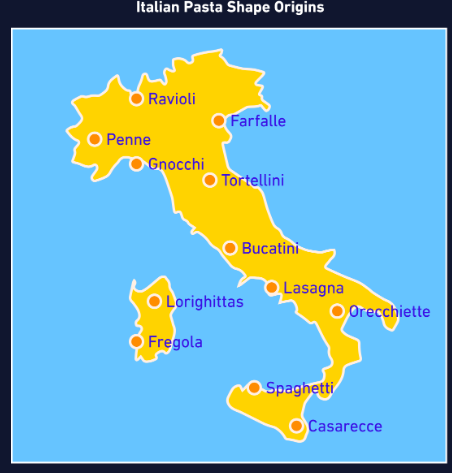 Italian Pasta Shape Origins
Ravioli
Farfalle
Penne
Gnocchi
Tortellini
Bucatini
Lasagna
Lorighittas
Orecchiette
Fregola
Spaghetti
Casarecce